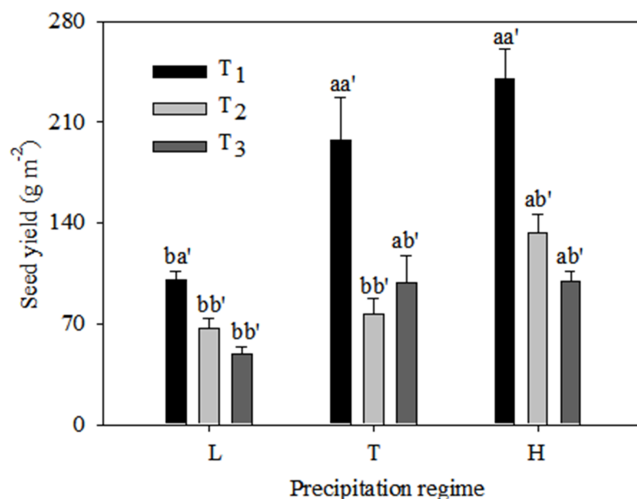 280
210
140
70
0
Seed yield (g m-2)
T1
T2
T3
ba'
bb'
bb'
aa'
bb'
ab'
aa'
ab'
ab'
L
T
H
Precipitation regime